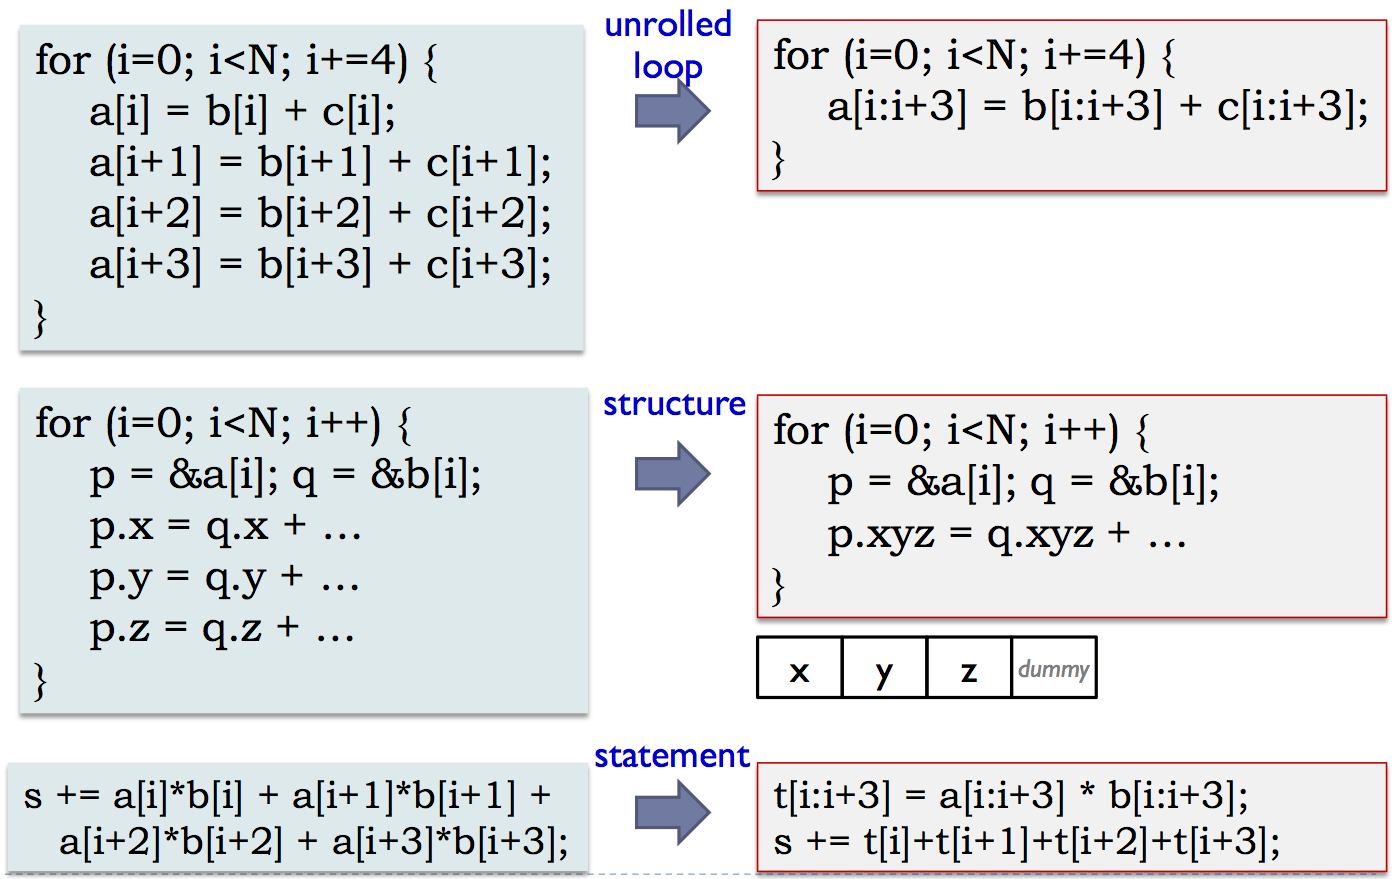 for (i=0; i<N; i+=4) {
a[i] = b[i] + c[i];
a[i+1] = b[i+1] + c[i+1];
a[i+2] = b[i+2] + c[i+2];
a[i+3] = b[i+3] + c[i+3];
}
unrolled
loop
for (i=0; i<N; i+=4) {
a[i:i+3] = b[i:i+3] + c[i:i+3];
}
for (i=0; i<N; i++) {
p = &a[i]; q = &b[i];
p.x = q.x + ...
p.y = q.y + ...
p.z = q.z + ...
}
structure
for (i=0; i<N; i++) {
p = &a[i]; q = &b[i];
p.xyz = q.xyz + ...
}
x y z dummy
s += a[i]*b[i] + a[i+1]*b[i+1] +
a[i+2]*b[i+2] + a[i+3]*b[i+3];
statement
t[i:i+3] = a[i:i+3] * b[i:i+3];
s += t[i]+t[i+1]+t[i+2]+t[i+3];